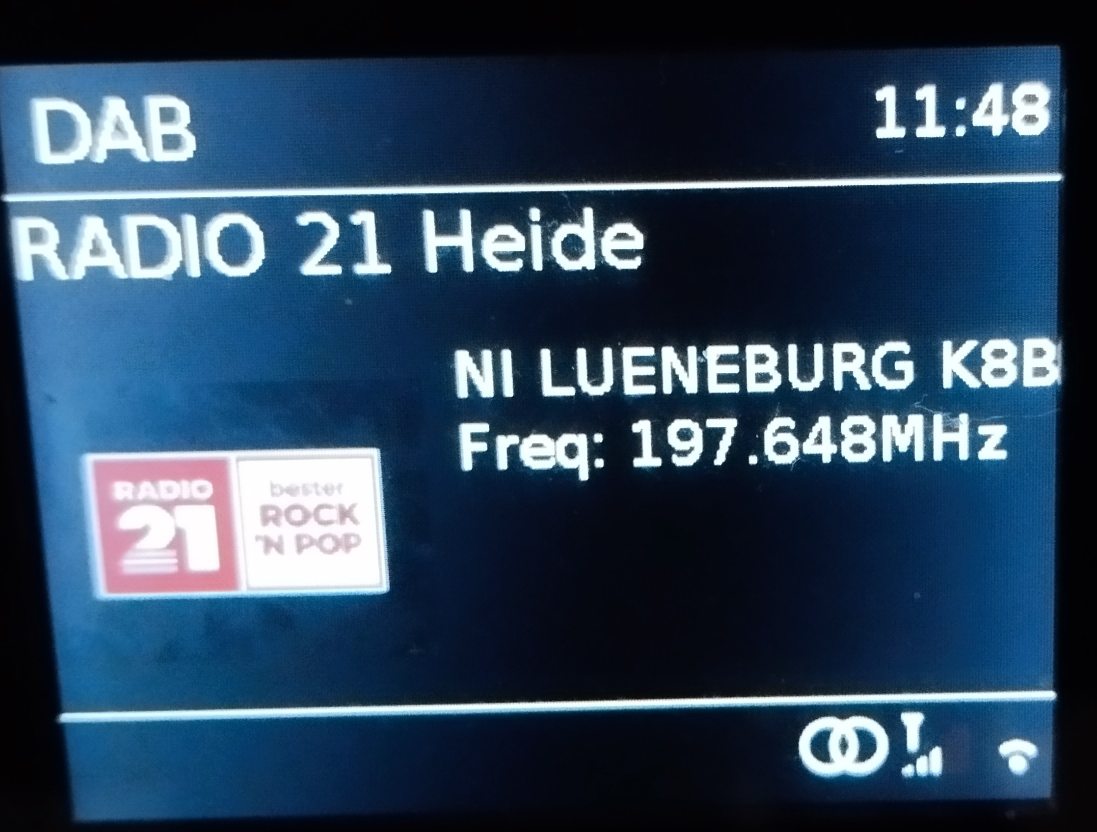 DAB
11:48
RADIO 21 Heide
NI LUENEBURG K8B
Freq: 197.648MHz
RADIO
21
bester
ROCK
'N POP